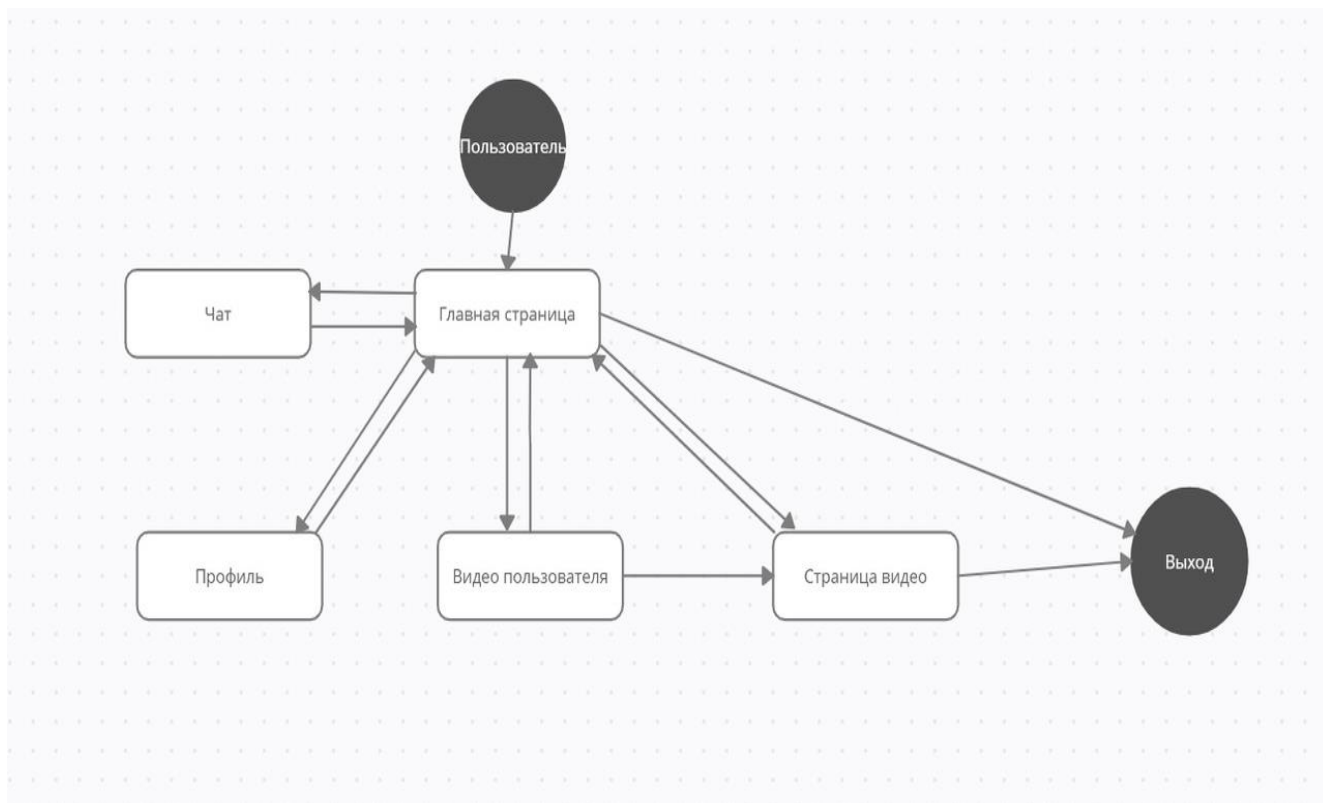 Пользователь
Чат
Главная страница
Профиль
Видео пользователя
Страница видео
Выход